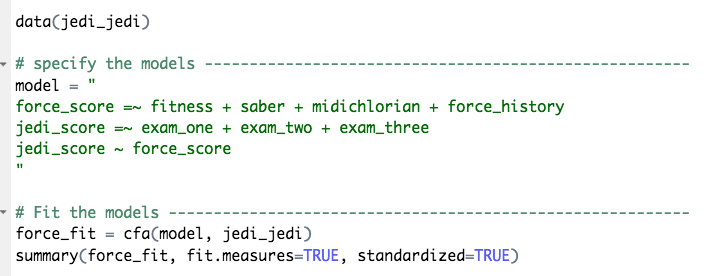 data(jedi_jedi)
# specify the models -------------------------------------------------------
model = "
force_score =~ fitness + saber + midichlorian + force_history
jedi_score =~ exam_one + exam_two + exam_three
jedi_score ~ force_score
"
# Fit the models -----------------------------------------------------------
force_fit = cfa(model, jedi_jedi)
summary(force_fit, fit.measures=TRUE, standardized=TRUE)